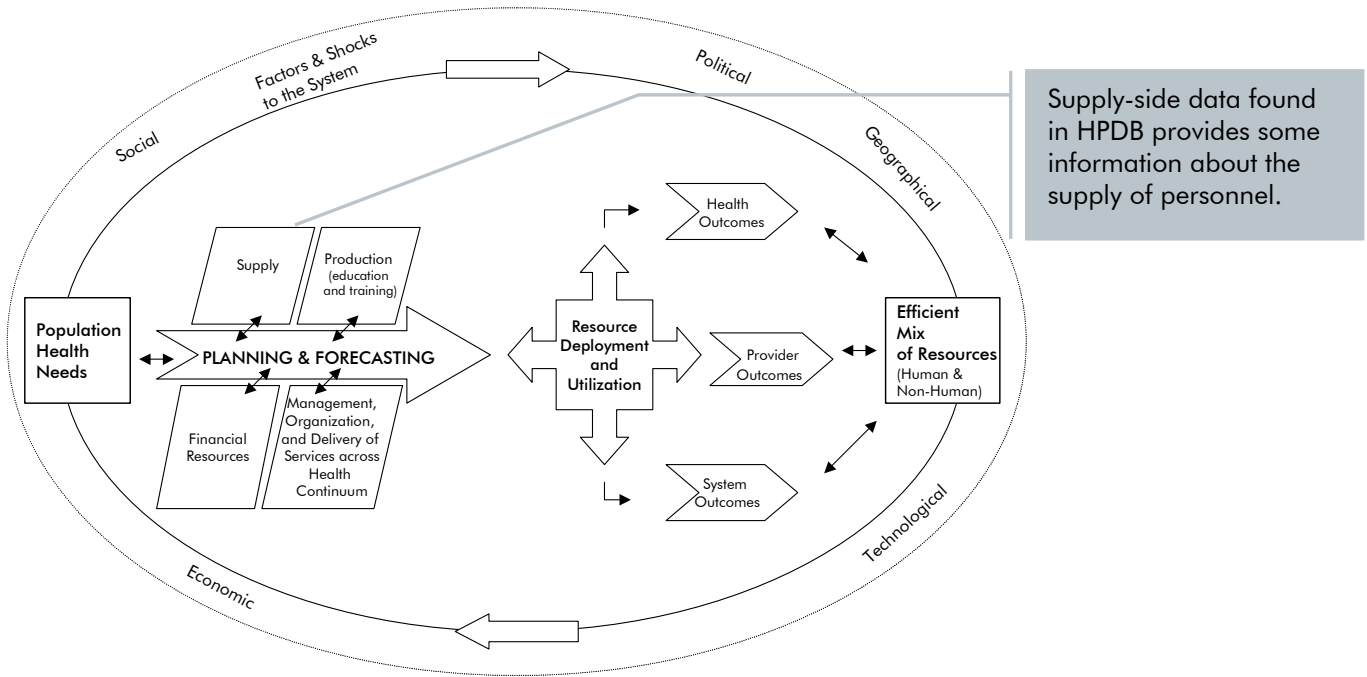 Factors & Shocks
to the System
Political
Social
Geographical
Supply-side data found
in HPDB provides some
information about the
supply of personnel.
Supply
Production
(education
and training)
Health
Outcomes
Population
Health
Needs
PLANNING & FORECASTING
Resource
Deployment
and
Utilization
Provider
Outcomes
Efficient
Mix
of Resources
(Human &
Non-Human)
Financial
Resources
Management,
Organization,
and Delivery of
Services across
Health
Continuum
System
Outcomes
Economic
Technological